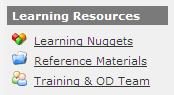 Learning Resources
Learning Nuggets
Reference Materials
Training & OD Team